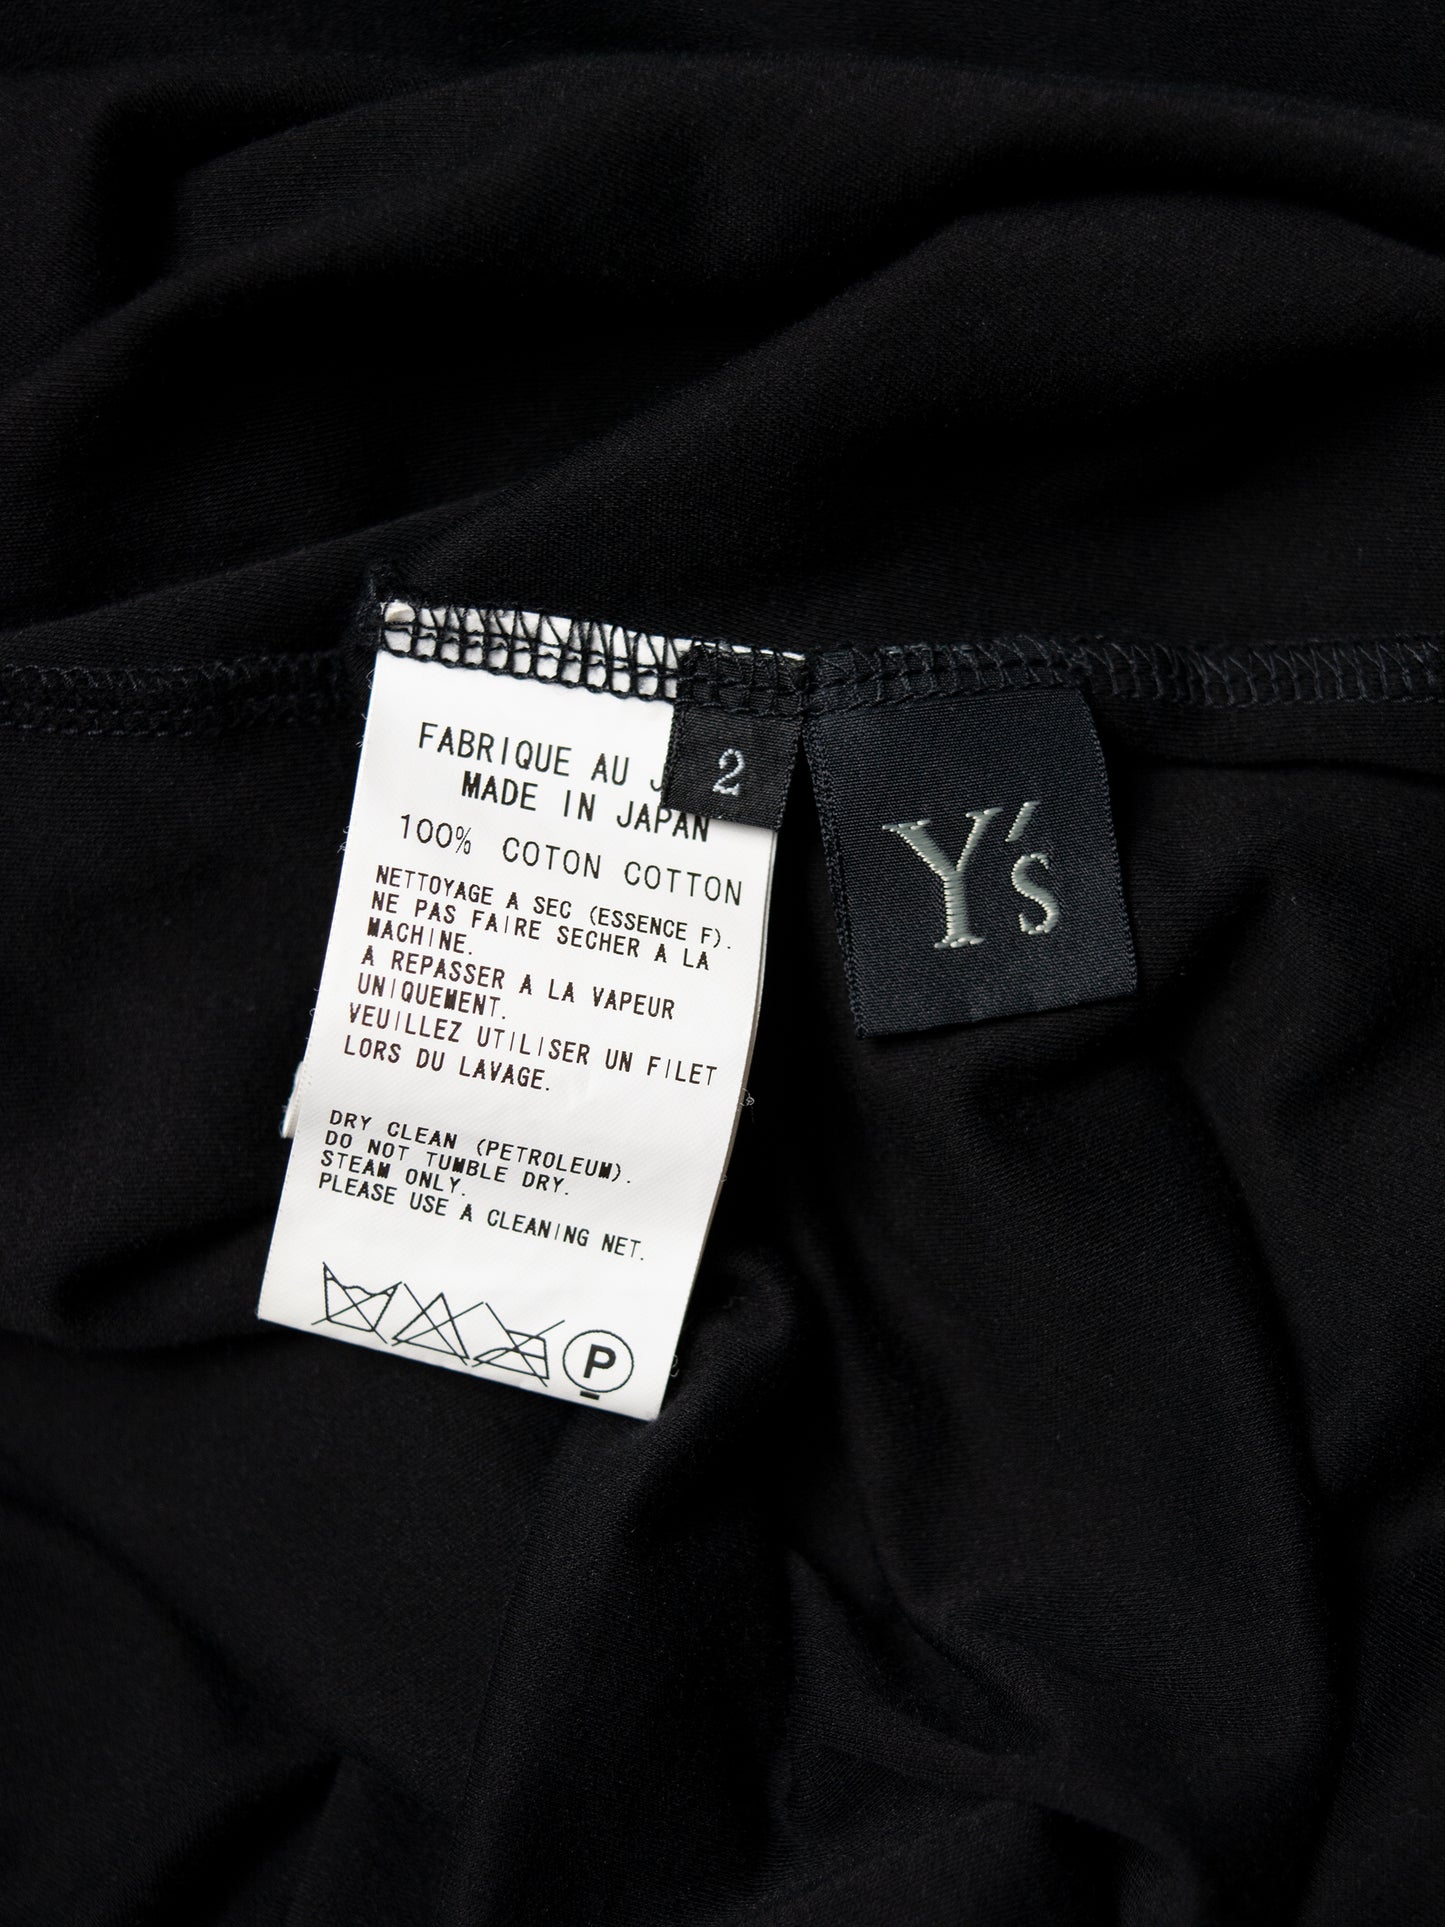 FABRIQUE AU
MADE IN JAPAN
100% COTON COTTON
NETTOYAGE A SEC (ESSENCE F).
NE PAS FAIRE SECHER A LA
MACHINE.
A REPASSER A LA VAPEUR
UNIQUEMENT.
VEUILLEZ UTILISER UN FILET
LORS DU LAVAGE.
DRY CLEAN (PETROLEUM).
DO NOT TUMBLE DRY.
STEAM ONLY.
PLEASE USE A CLEANING NET.
P
2
Y's